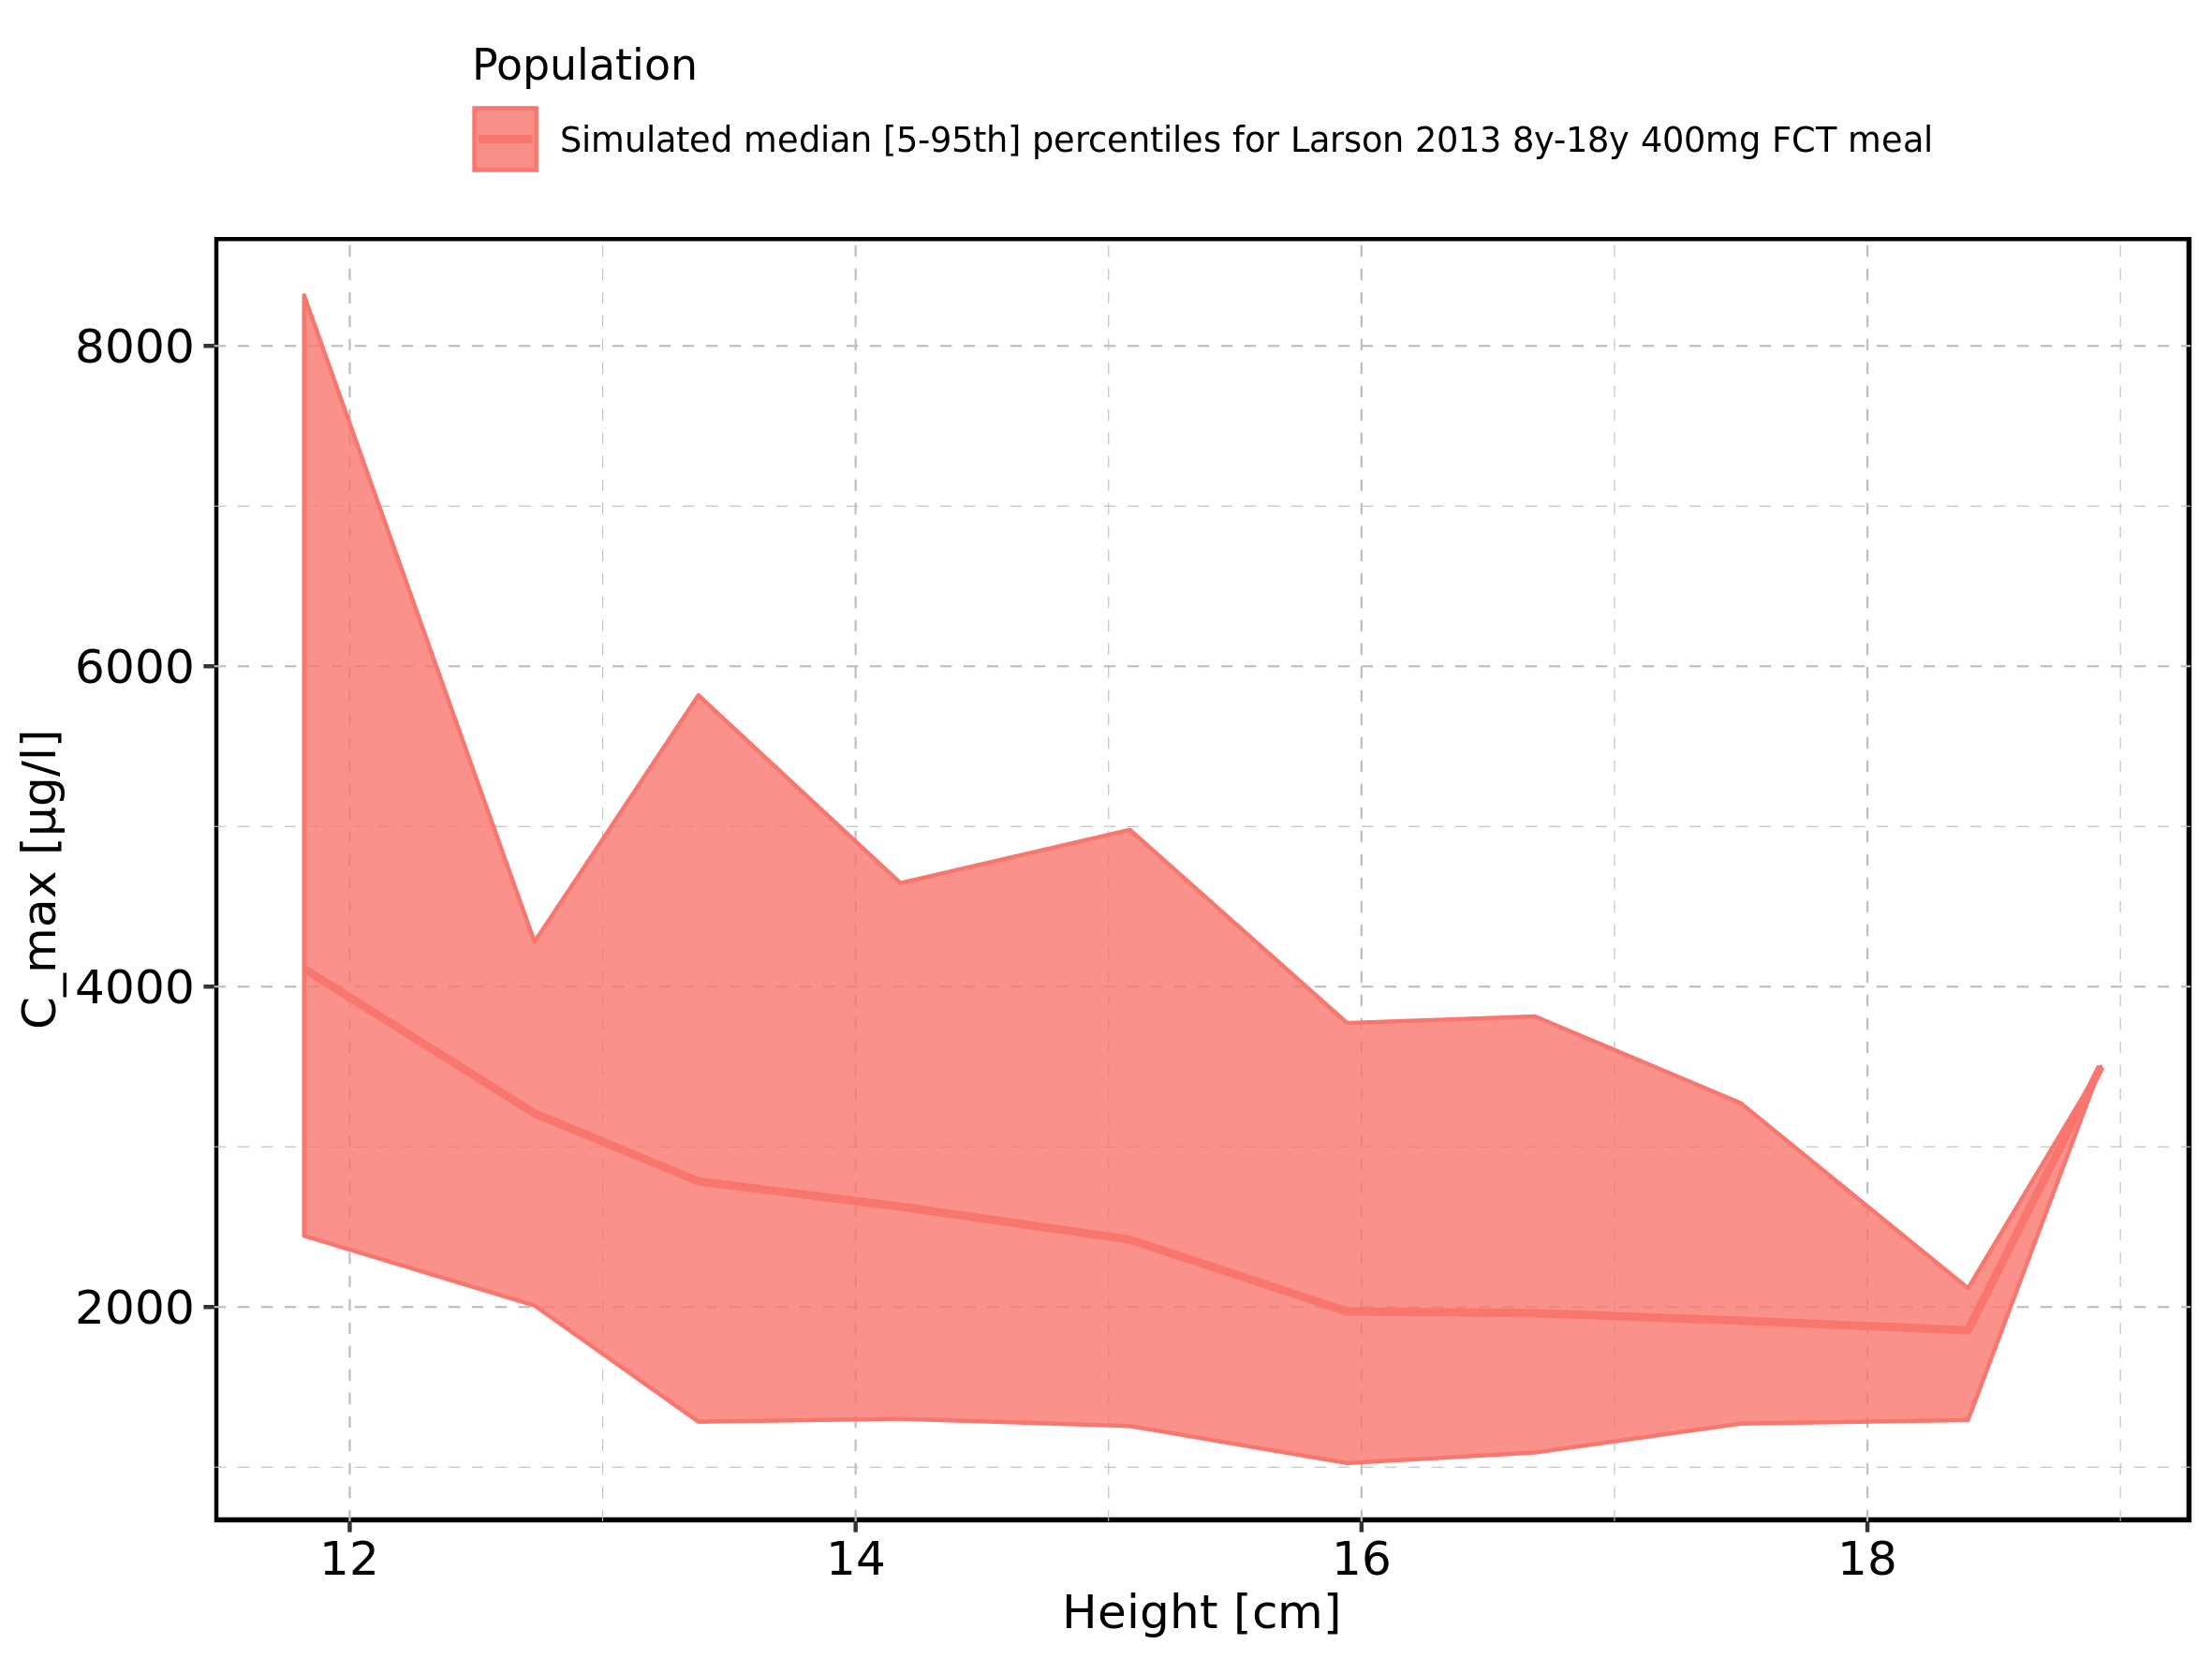 Population
Simulated median [5-95th] percentiles for Larson 2013 8y-18y 400mg FCT meal
C_max [µg/l]
8000
6000
4000
2000
12 14 16 18
Height [cm]